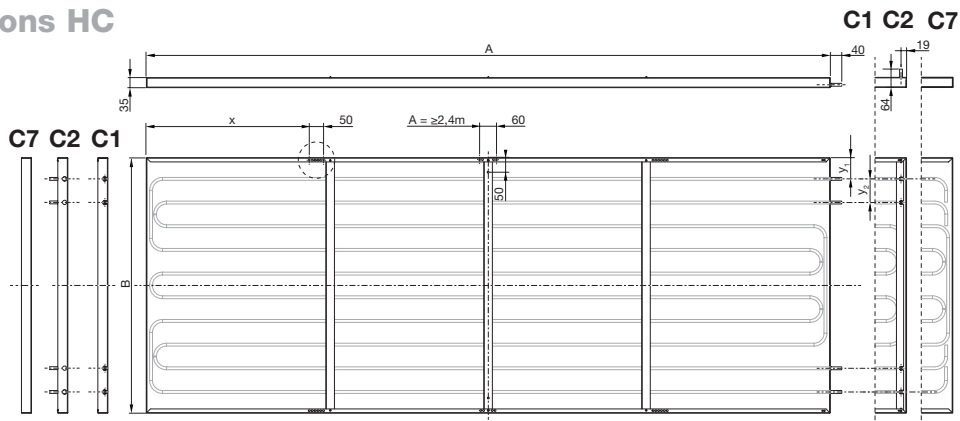 ons HC
C1 C2 C7
A
40
19
35
64
x
50
A = ≥2,4m
60
C7 C2 C1
y1
y2
50
B